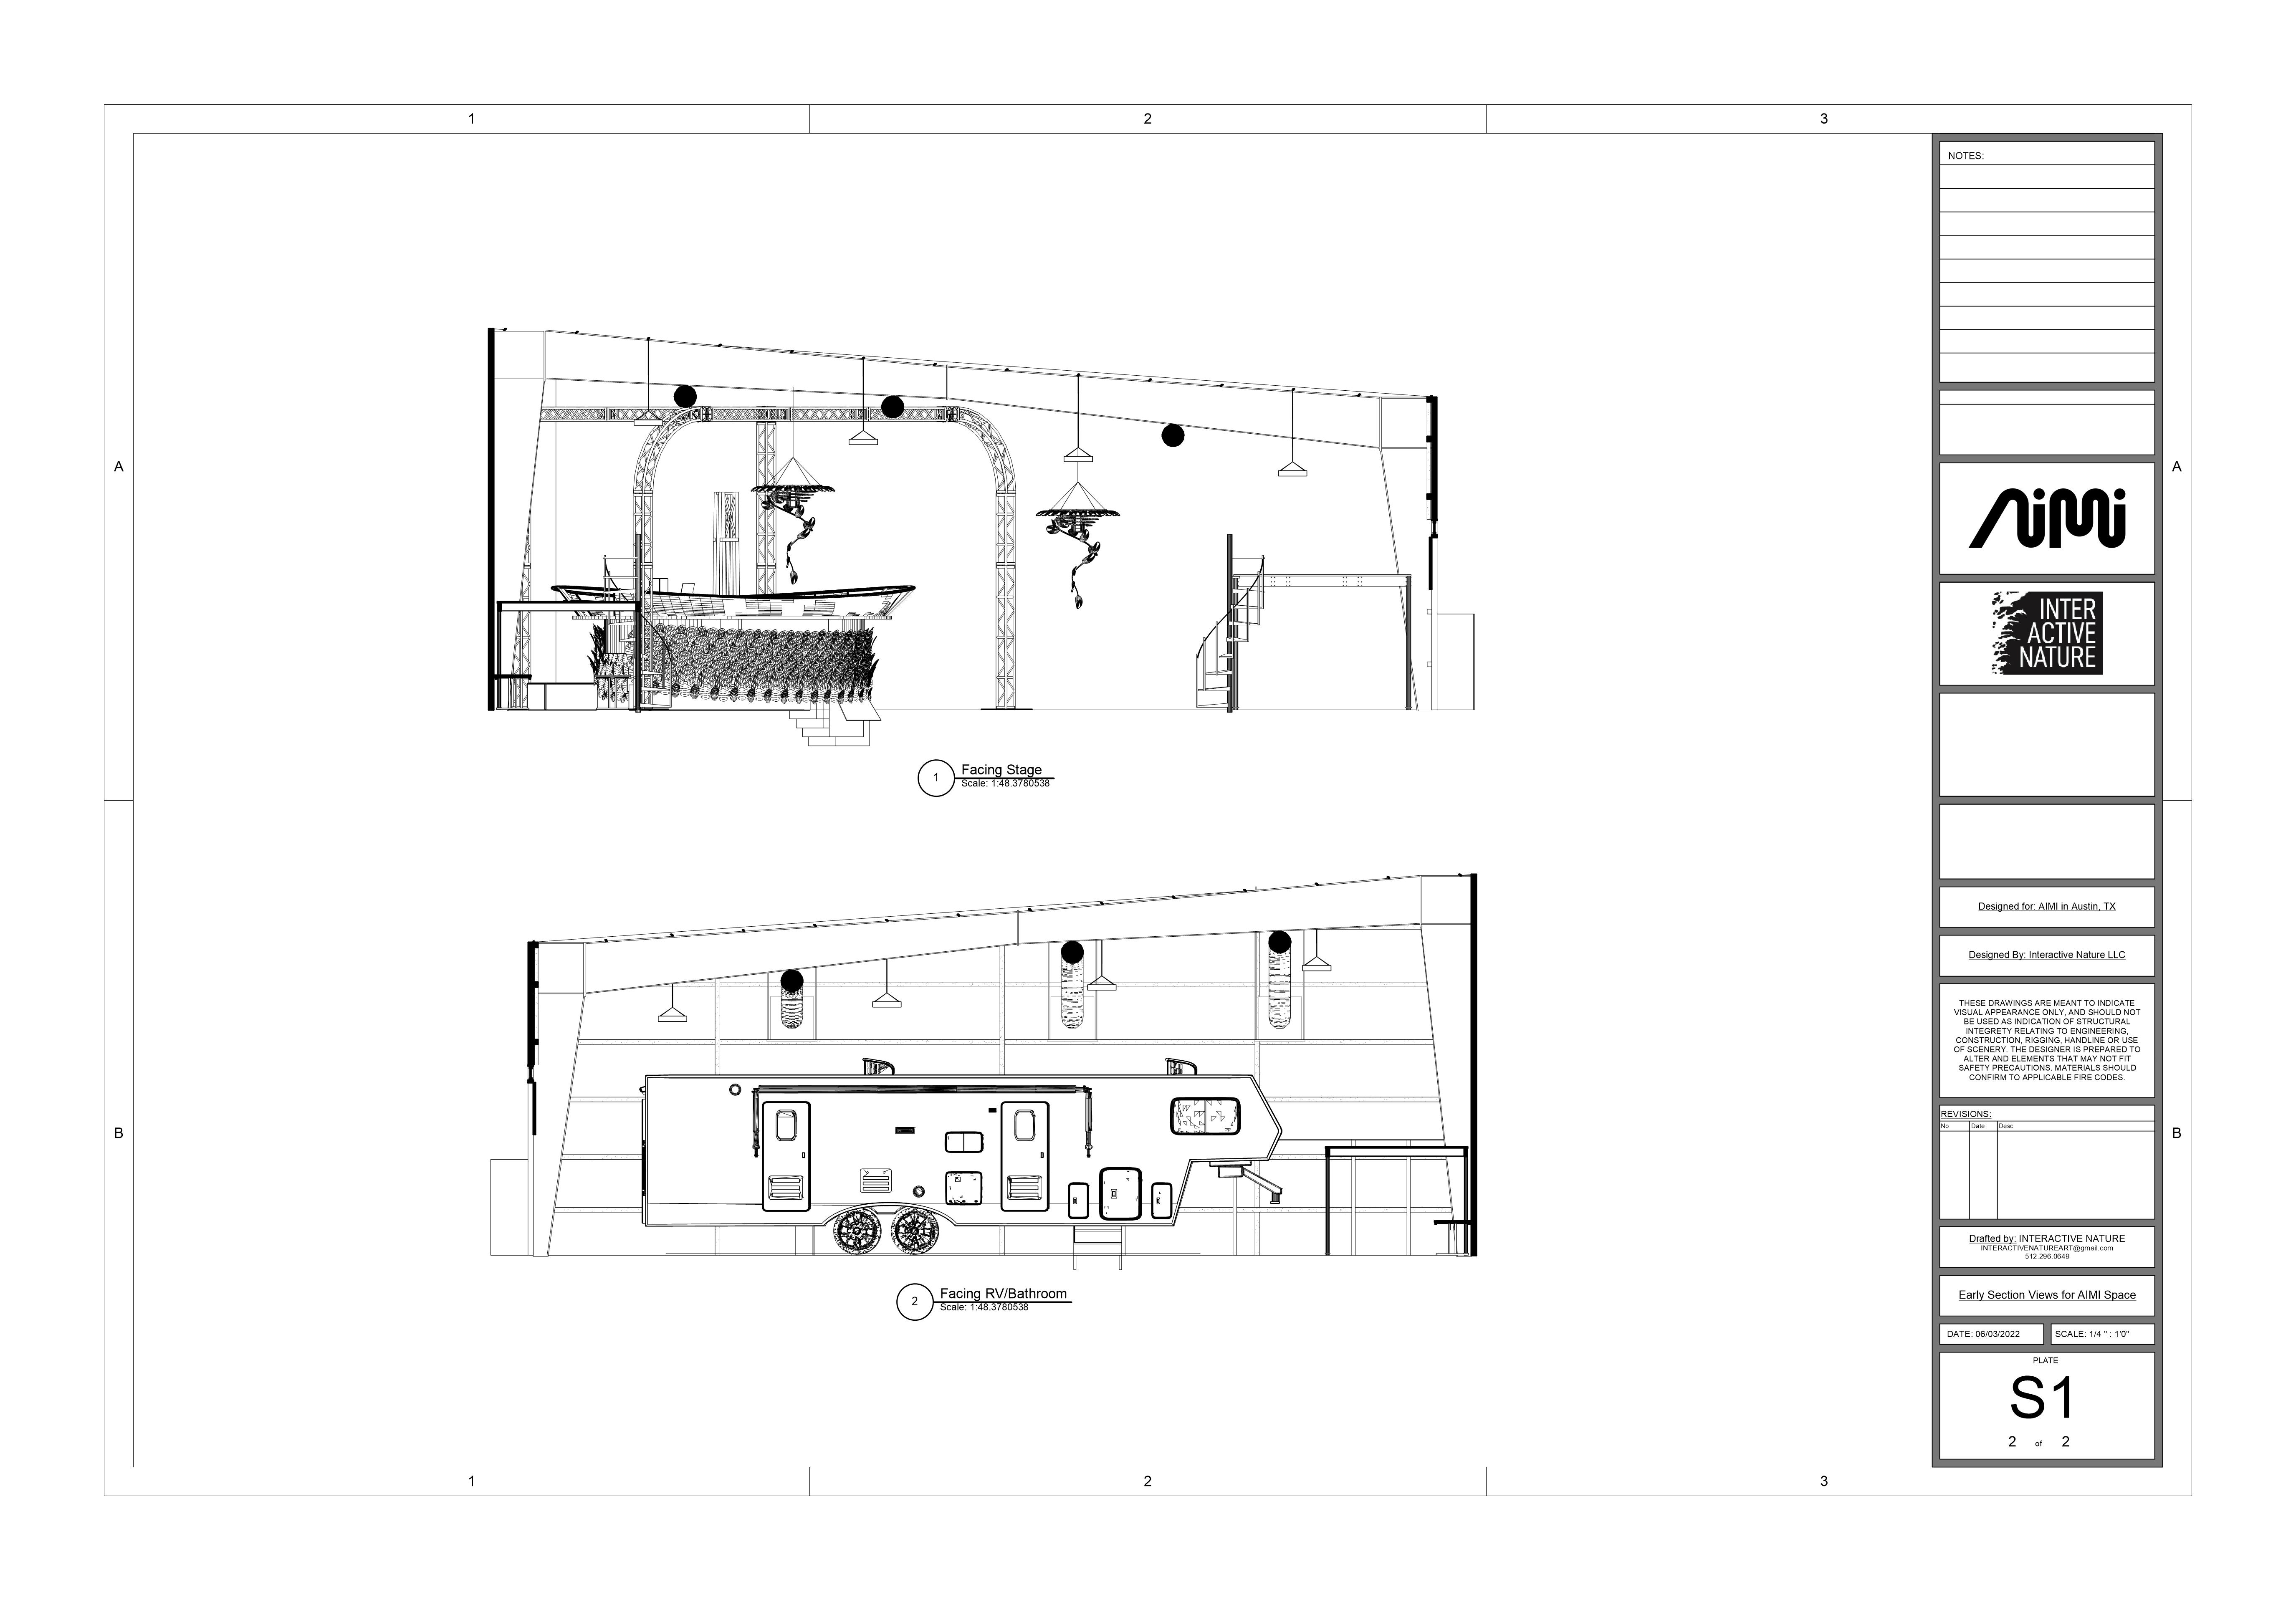 1
2
3
NOTES:
A
A
AiMi
INTER
ACTIVE
NATURE
1
Facing Stage
Scale: 1:48.3780538
Designed for: AIMI in Austin, TX
Designed By: Interactive Nature LLC
THESE DRAWINGS ARE MEANT TO INDICATE
VISUAL APPEARANCE ONLY, AND SHOULD NOT
BE USED AS INDICATION OF STRUCTURAL
INTEGRETY RELATING TO ENGINEERING,
CONSTRUCTION, RIGGING, HANDLINE OR USE
OF SCENERY. THE DESIGNER IS PREPARED TO
ALTER AND ELEMENTS THAT MAY NOT FIT
SAFETY PRECAUTIONS. MATERIALS SHOULD
CONFIRM TO APPLICABLE FIRE CODES.
REVISIONS:
No Date Desc
B
B
2
Facing RV/Bathroom
Scale: 1:48.3780538
Drafted by: INTERACTIVE NATURE
INTERACTIVENATUREART@gmail.com
512.296.0649
Early Section Views for AIMI Space
DATE: 06/03/2022
SCALE: 1/4 " : 1'0"
PLATE
S1
2 of 2
1
2
3